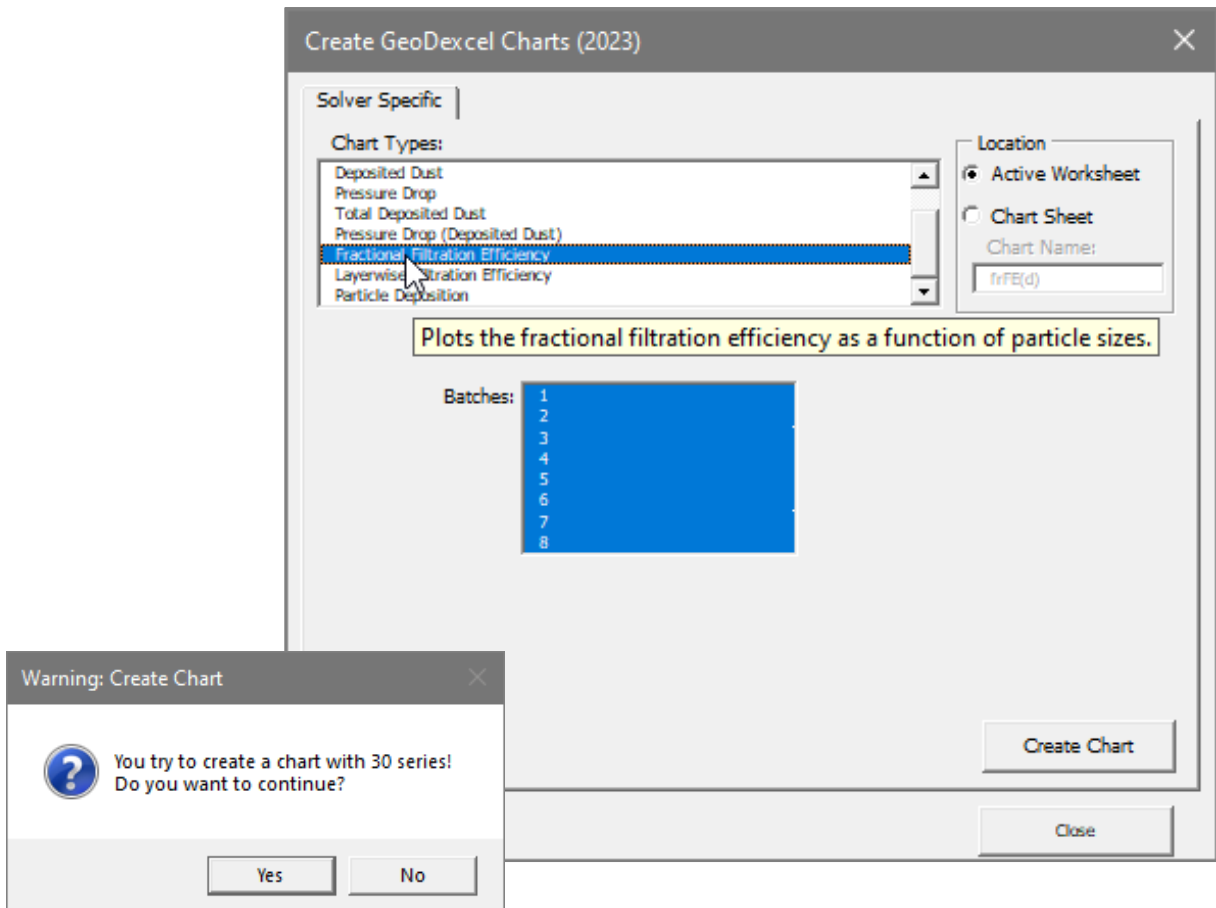 Create GeoDexcel Charts (2023)
Solver Specific
Chart Types:
Deposited Dust
Pressure Drop
Total Deposited Dust
Pressure Drop (Deposited Dust)
Fractional Filtration Efficiency
Layerwise Filtration Efficiency
Particle Deposition
Location
Active Worksheet
Chart Sheet
Chart Name:
frFE(d)
Plots the fractional filtration efficiency as a function of particle sizes.
Batches:
1
2
3
4
5
6
7
8
Create Chart
Close
Warning: Create Chart
You try to create a chart with 30 series!
Do you want to continue?
Yes
No